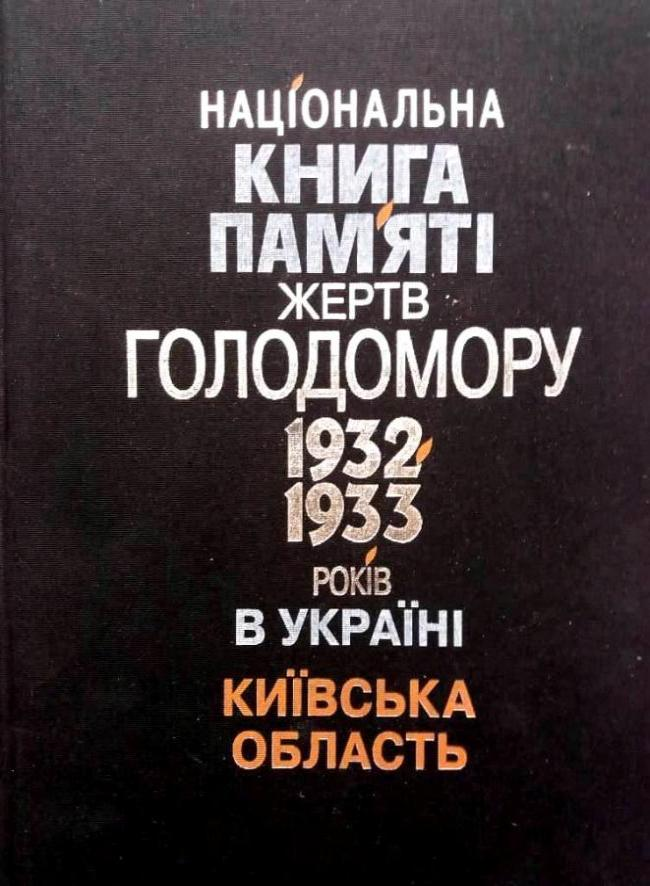 НАЦІОНАЛЬНА
КНИГА
ПАМ'ЯТІ
ЖЕРТВ
ГОЛОДОМОРУ
1932
1933
РОКІВ
В УКРАЇНІ
КИЇВСЬКА
ОБЛАСТЬ